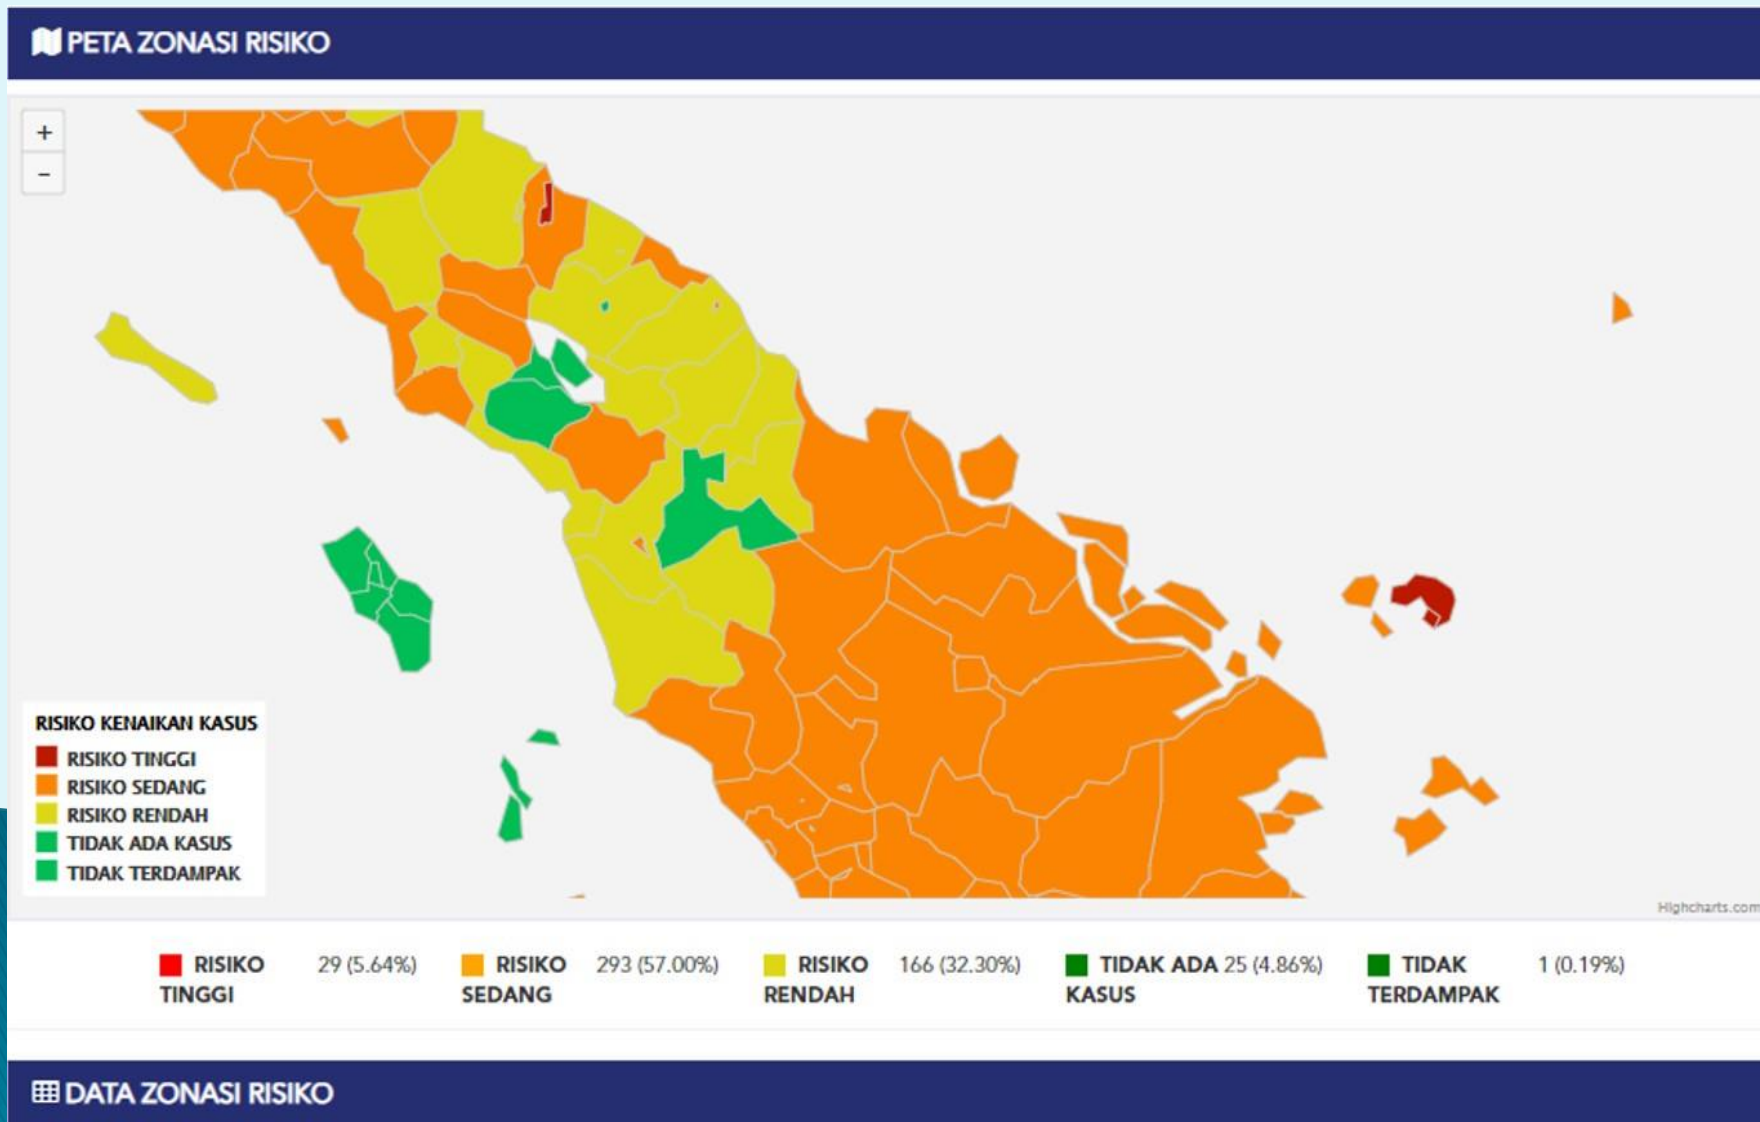 PETA ZONASI RISIKO
+
-
RISIKO KENAIKAN KASUS
RISIKO TINGGI
RISIKO SEDANG
RISIKO RENDAH
TIDAK ADA KASUS
TIDAK TERDAMPAK
Highcharts.com
RISIKO TINGGI 29 (5.64%)
RISIKO SEDANG 293 (57.00%)
RISIKO RENDAH 166 (32.30%)
TIDAK ADA KASUS 25 (4.86%)
TIDAK TERDAMPAK 1 (0.19%)
DATA ZONASI RISIKO